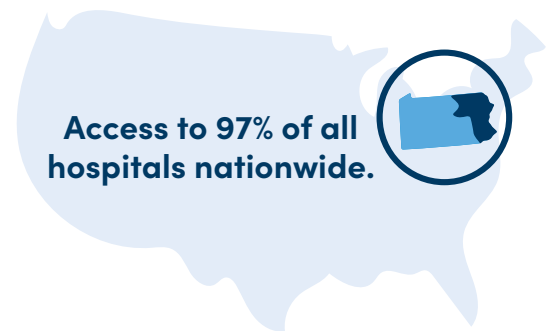 Access to 97% of all
hospitals nationwide.